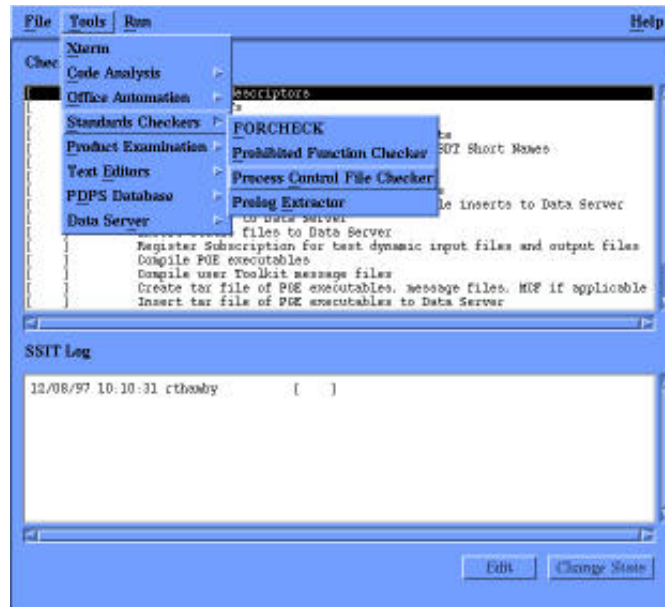 File Tools Run Help
Xterm
Chec
Code Analysis
Office Automation
escriptors
Standards Checkers
FORCHECK
Product Examination
Prohibited Function Checker
SDT Short Names
Text Editors
Process Control File Checker
PDPS Database
Prolog Extractor
le inserts to Data Server
Data Server
to Data Server
files to Data Server
[ ] Register Subscription for test dynamic input files and output files
[ ] Compile PGE executables
[ ] Compile user Toolkit message files
[ ] Create tar file of PGE executables, message files, MCF if applicable
[ ] Insert tar file of PGE executables to Data Server
SSIT Log
12/08/97 10:10:31 cthamby [ ]
Edit Change State